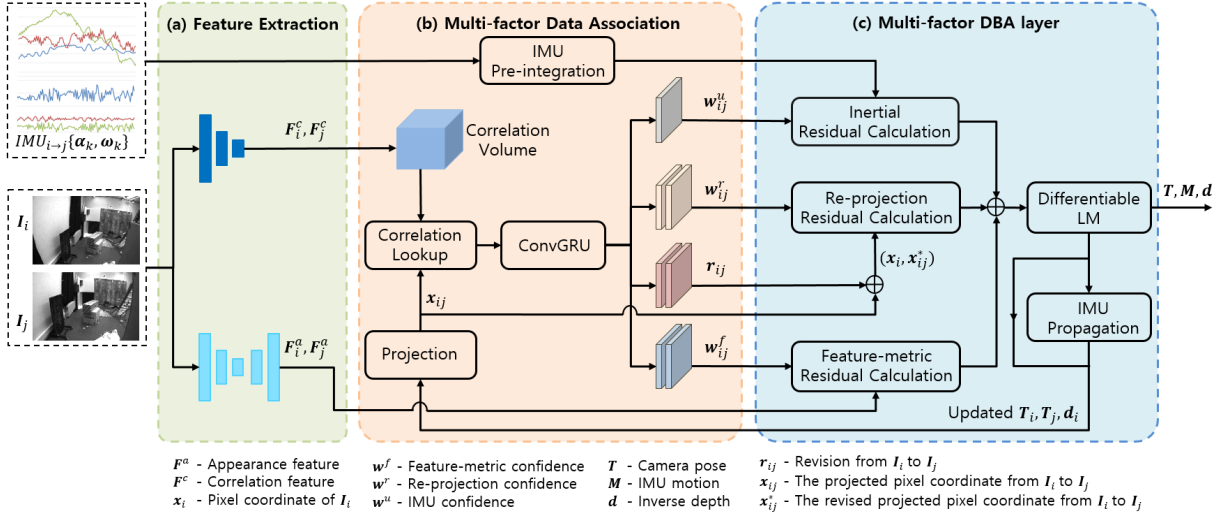 (a) Feature Extraction
(b) Multi-factor Data Association
(c) Multi-factor DBA layer
IMU
Pre-integration
IMU_{i→j}{α_k, ω_k}
F_i^c, F_j^c
Correlation
Volume
w_{ij}^u
Inertial
Residual Calculation
I_i
I_j
Correlation
Lookup
ConvGRU
w_{ij}^r
Re-projection
Residual Calculation
Differentiable
LM
T, M, d
r_{ij}
(x_i, x_{ij}^*)
x_{ij}
IMU
Propagation
F_i^a, F_j^a
Projection
w_{ij}^f
Feature-metric
Residual Calculation
Updated T_i, T_j, d_i
F^a - Appearance feature
F^c - Correlation feature
x_i - Pixel coordinate of I_i
w^f - Feature-metric confidence
w^r - Re-projection confidence
w^u - IMU confidence
T - Camera pose
M - IMU motion
d - Inverse depth
r_{ij} - Revision from I_i to I_j
x_{ij} - The projected pixel coordinate from I_i to I_j
x_{ij}^* - The revised projected pixel coordinate from I_i to I_j